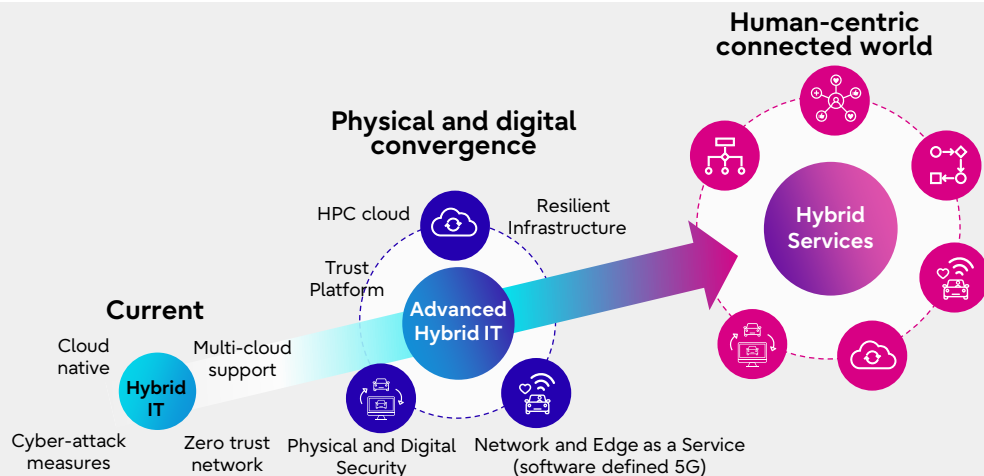 Human-centric
connected world
Physical and digital
convergence
HPC cloud
Resilient
Infrastructure
Hybrid
Services
Trust
Platform
Advanced
Hybrid IT
Current
Cloud
native
Multi-cloud
support
Hybrid
IT
Cyber-attack
measures
Zero trust
network
Physical and Digital
Security
Network and Edge as a Service
(software defined 5G)